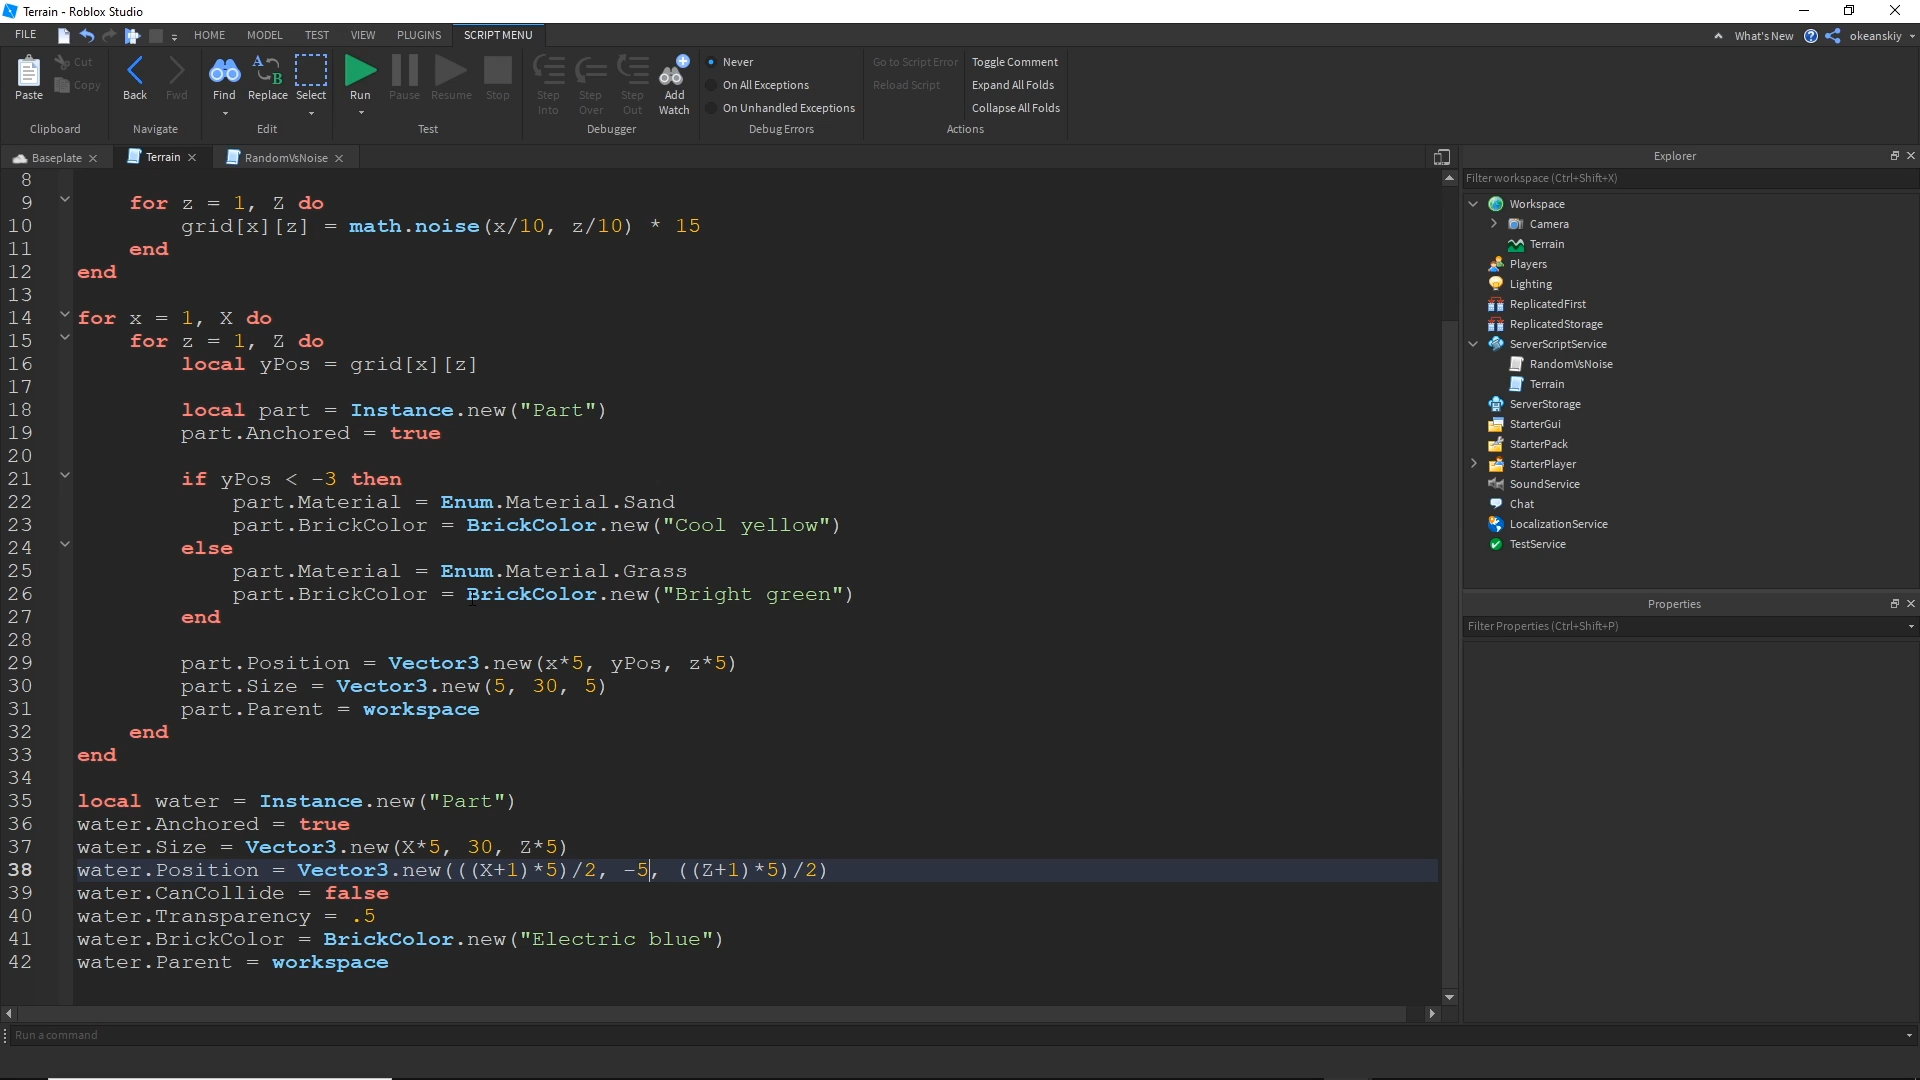 Terrain - Roblox Studio
FILE HOME MODEL TEST VIEW PLUGINS SCRIPT MENU What's New okeanskiy
Paste Cut Copy Back Fwd Find Replace Select Run Pause Resume Stop Step Into Step Over Step Out Add Watch Never On All Exceptions On Unhandled Exceptions Go to Script Error Reload Script Toggle Comment Expand All Folds Collapse All Folds
Clipboard Navigate Edit Test Debugger Debug Errors Actions
Baseplate Terrain RandomVsNoise
8
9 for z = 1, Z do
10 grid[x][z] = math.noise(x/10, z/10) * 15
11 end
12 end
13
14 for x = 1, X do
15 for z = 1, Z do
16 local yPos = grid[x][z]
17
18 local part = Instance.new("Part")
19 part.Anchored = true
20
21 if yPos < -3 then
22 part.Material = Enum.Material.Sand
23 part.BrickColor = BrickColor.new("Cool yellow")
24 else
25 part.Material = Enum.Material.Grass
26 part.BrickColor = BrickColor.new("Bright green")
27 end
28
29 part.Position = Vector3.new(x*5, yPos, z*5)
30 part.Size = Vector3.new(5, 30, 5)
31 part.Parent = workspace
32 end
33 end
34
35 local water = Instance.new("Part")
36 water.Anchored = true
37 water.Size = Vector3.new(X*5, 30, Z*5)
38 water.Position = Vector3.new(((X+1)*5)/2, -5, ((Z+1)*5)/2)
39 water.CanCollide = false
40 water.Transparency = .5
41 water.BrickColor = BrickColor.new("Electric blue")
42 water.Parent = workspace
Run a command
Explorer
Filter workspace (Ctrl+Shift+X)
Workspace
Camera
Terrain
Players
Lighting
ReplicatedFirst
ReplicatedStorage
ServerScriptService
RandomVsNoise
Terrain
ServerStorage
StarterGui
StarterPack
StarterPlayer
SoundService
Chat
LocalizationService
TestService
Properties
Filter Properties (Ctrl+Shift+P)